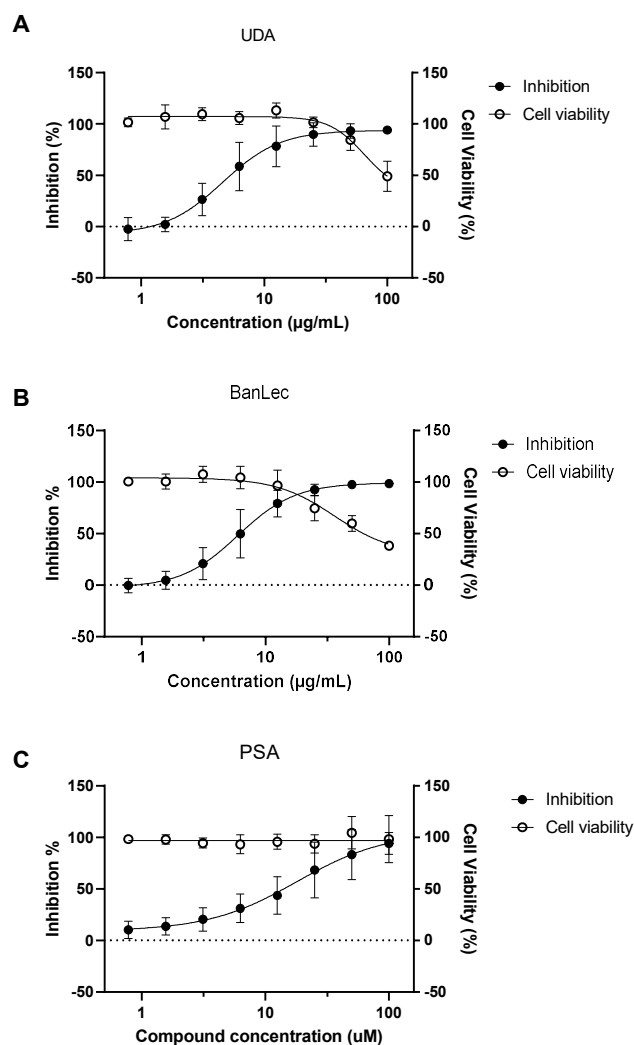 A
UDA
150
100
50
0
-50
Inhibition (%)
150
100
50
0
-50
Cell Viability (%)
1
10
100
Concentration (µg/mL)
Inhibition
Cell viability
B
BanLec
150
100
50
0
-50
Inhibition %
150
100
50
0
-50
Cell Viability (%)
1
10
100
Concentration (µg/mL)
Inhibition
Cell viability
C
PSA
150
100
50
0
-50
Inhibition %
150
100
50
0
-50
Cell Viability (%)
1
10
100
Compound concentration (uM)
Inhibition
Cell viability